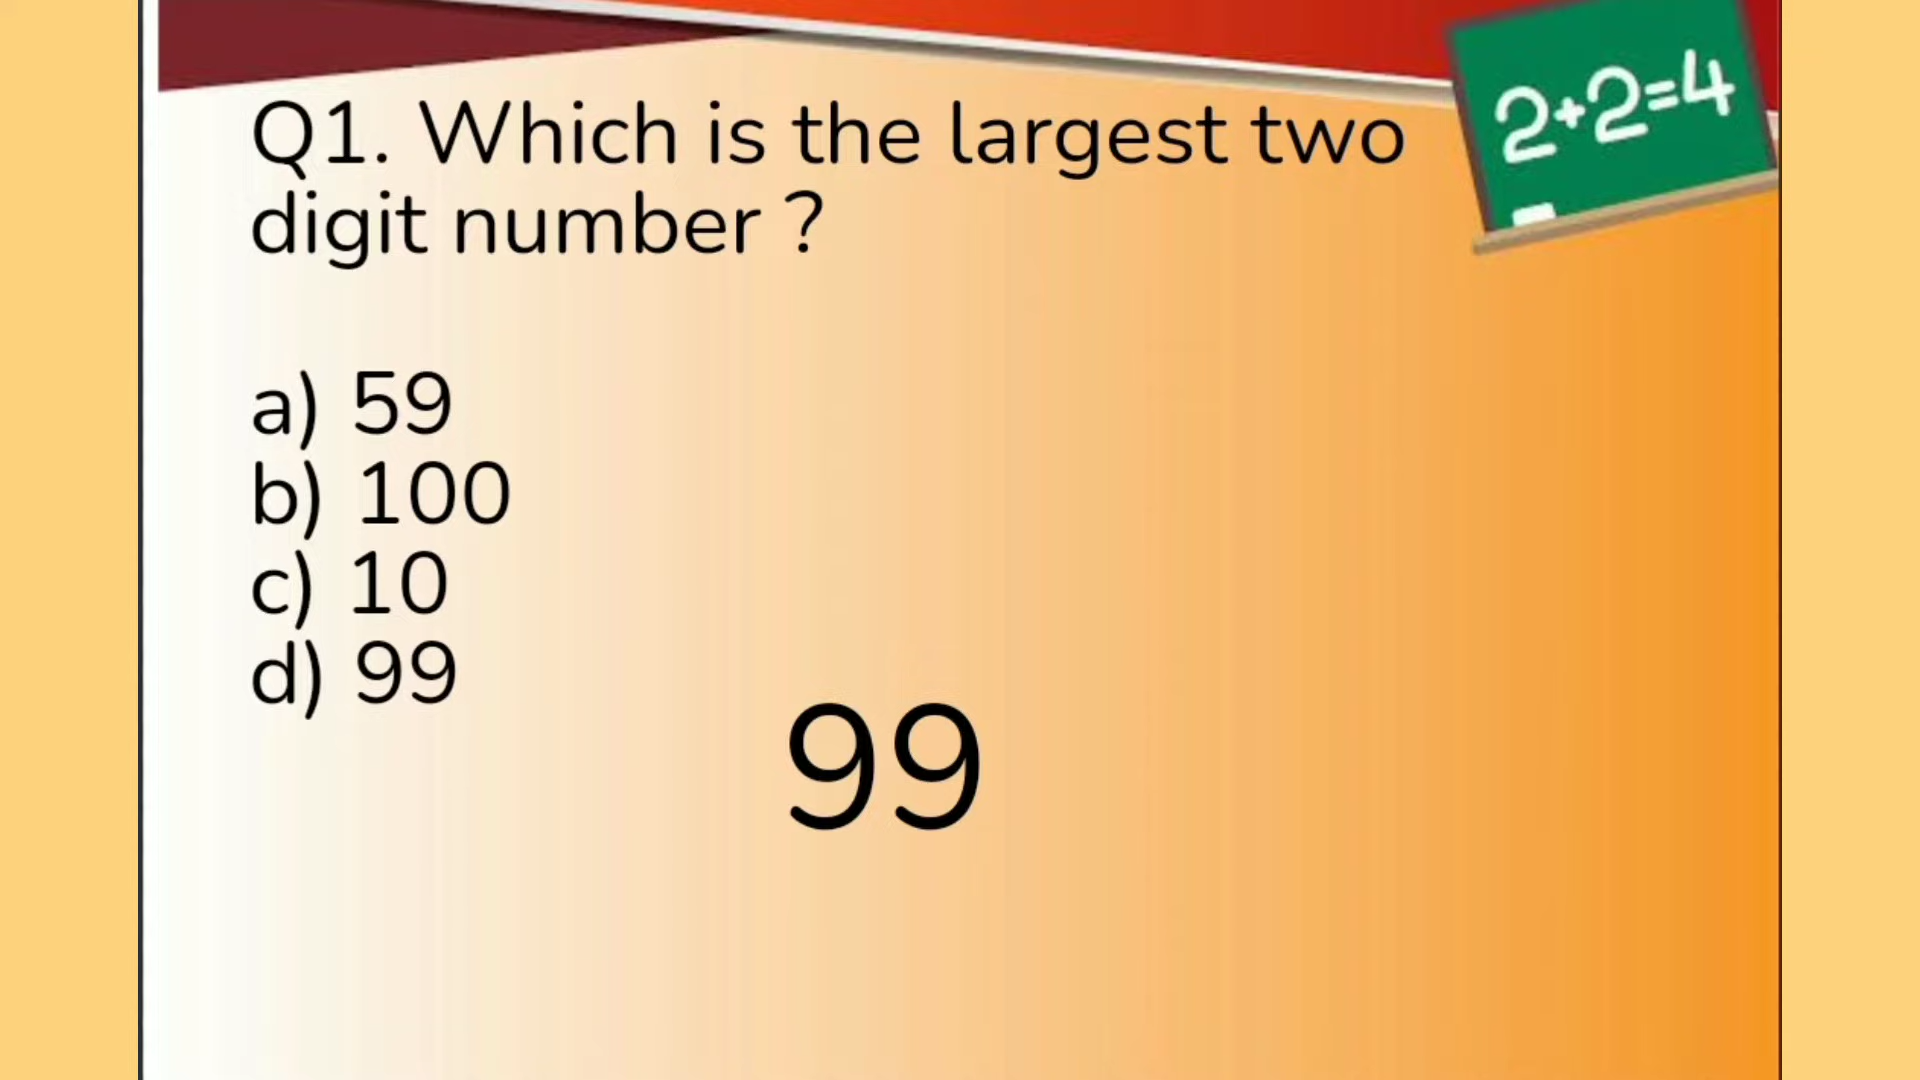 2+2=4
Q1. Which is the largest two
digit number ?
a) 59
b) 100
c) 10
d) 99
99